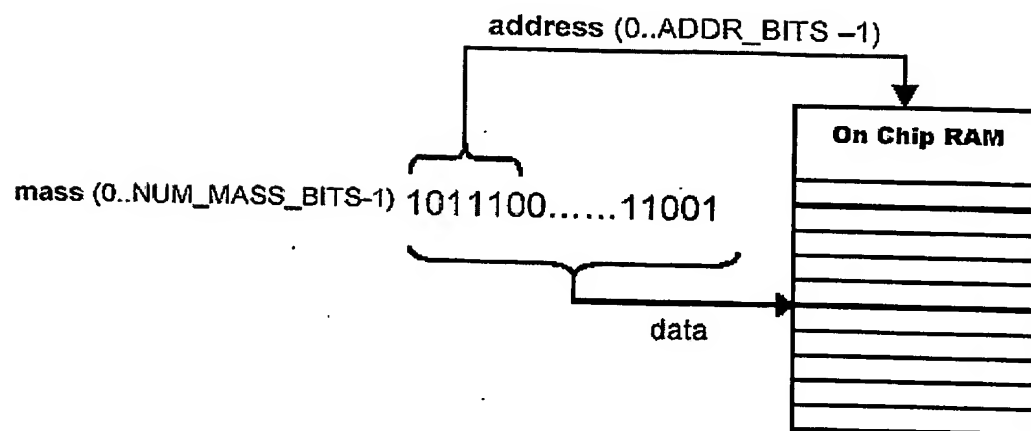 address (0..ADDR_BITS –1)
On Chip RAM
mass (0..NUM_MASS_BITS-1) 1011100......11001
data